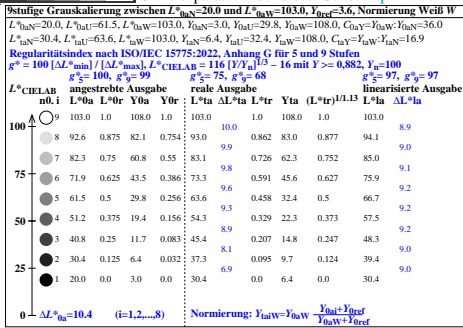 9stufige Grauskalierung zwischen L*0aN=20.0 und L*0aW=103.0, Y0ref=3.6, Normierung Weiß W
L*0aN=20.0, L*0aU=61.5, L*0aW=103.0, Y0aN=3.0, Y0aU=29.8, Y0aW=108.0, C0aY=Y0aW:Y0aN=36.0
L*taN=30.4, L*taU=63.6, L*taW=103.0, YtaN=6.4, YtaU=32.4, YtaW=108.0, CtaY=YtaW:YtaN=16.9
Regularitätsindex nach ISO/IEC 15775:2022, Anhang G für 5 und 9 Stufen
g* = 100 [ΔL*min] / [ΔL*max], L*CIELAB = 116 [Y/Yn]1/3 – 16 mit Y >= 0,882, Yn=100
g*5= 100, g*9= 99 g*5= 75, g*9= 68 g*5= 97, g*9= 97
L*CIELAB angestrebte Ausgabe reale Ausgabe linearisierte Ausgabe
n0. i L*0a L*0r Y0a Y0r L*ta ΔL*ta L*tr Yta (L*tr)1/1.13 L*la ΔL*la
100 9 103.0 1.0 108.0 1.0 103.0 1.0 108.0 1.0 103.0
10.0 8.9
8 92.6 0.875 82.1 0.754 93.0 0.862 83.0 0.877 94.1
9.9 9.0
7 82.3 0.75 60.8 0.55 83.1 0.726 62.3 0.752 85.0
9.8 9.1
75 6 71.9 0.625 43.5 0.386 73.3 0.591 45.6 0.627 75.9
9.6 9.2
5 61.5 0.5 29.8 0.256 63.6 0.458 32.4 0.5 66.7
9.3 9.2
50 4 51.2 0.375 19.4 0.156 54.3 0.329 22.3 0.373 57.5
8.9 9.2
3 40.8 0.25 11.7 0.083 45.4 0.207 14.8 0.247 48.3
8.1 9.0
25 2 30.4 0.125 6.4 0.032 37.3 0.095 9.7 0.124 39.4
6.9 9.0
1 20.0 0.0 3.0 0.0 30.4 0.0 6.4 0.0 30.4
0 ΔL*0a=10.4 (i=1,2,...,8) Normierung: YtaiW=Y0aW Y0ai+Y0ref
Y0aW+Y0ref